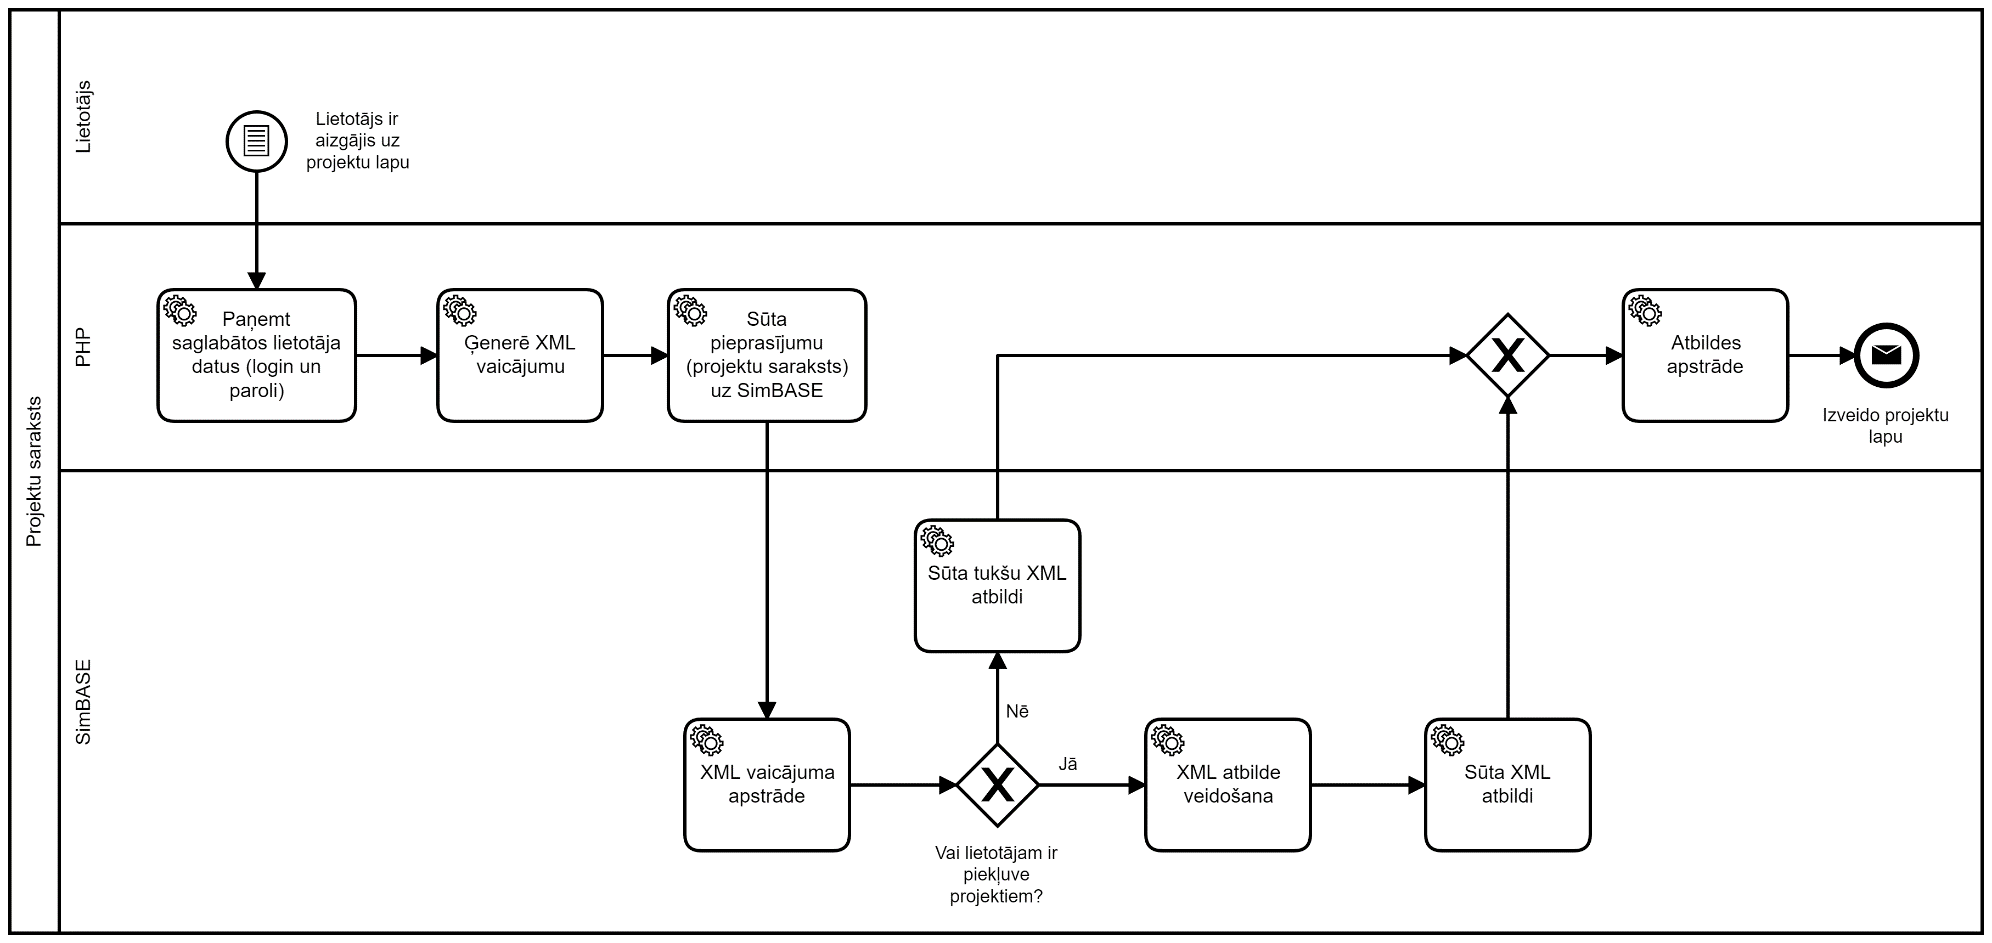 Projektu saraksts
Lietotājs
Lietotājs ir
aizgājis uz
projektu lapu
PHP
Paņemt
saglabātos lietotāja
datus (login un
paroli)
Ģenerē XML
vaicājumu
Sūta
pieprasījumu
(projektu saraksts)
uz SimBASE
Atbildes
apstrāde
Izveido projektu
lapu
SimBASE
Sūta tukšu XML
atbildi
Nē
XML vaicājuma
apstrāde
Jā
Vai lietotājam ir
piekļuve
projektiem?
XML atbilde
veidošana
Sūta XML
atbildi